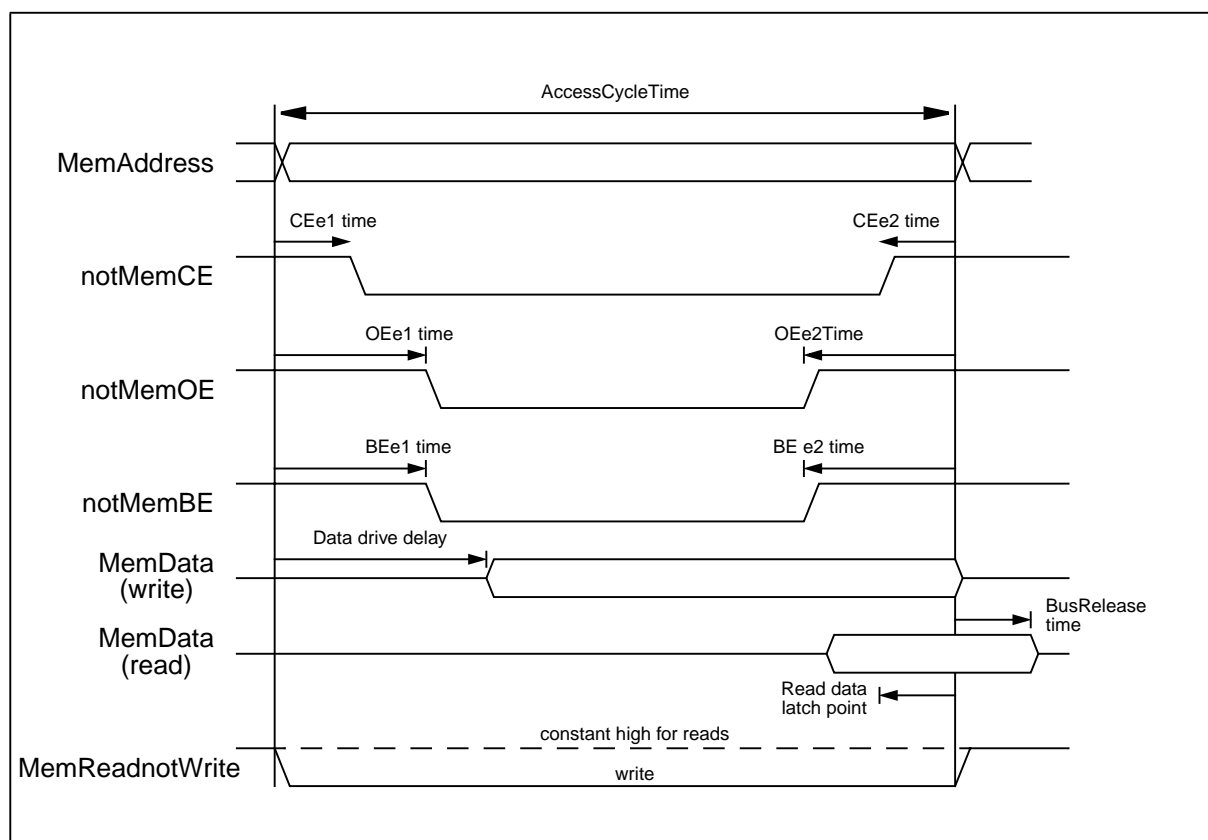 AccessCycleTime
MemAddress
CEe1 time
CEe2 time
notMemCE
OEe1 time
OEe2Time
notMemOE
BEe1 time
BE e2 time
notMemBE
Data drive delay
MemData
(write)
BusRelease
time
MemData
(read)
Read data
latch point
constant high for reads
MemReadnotWrite
write